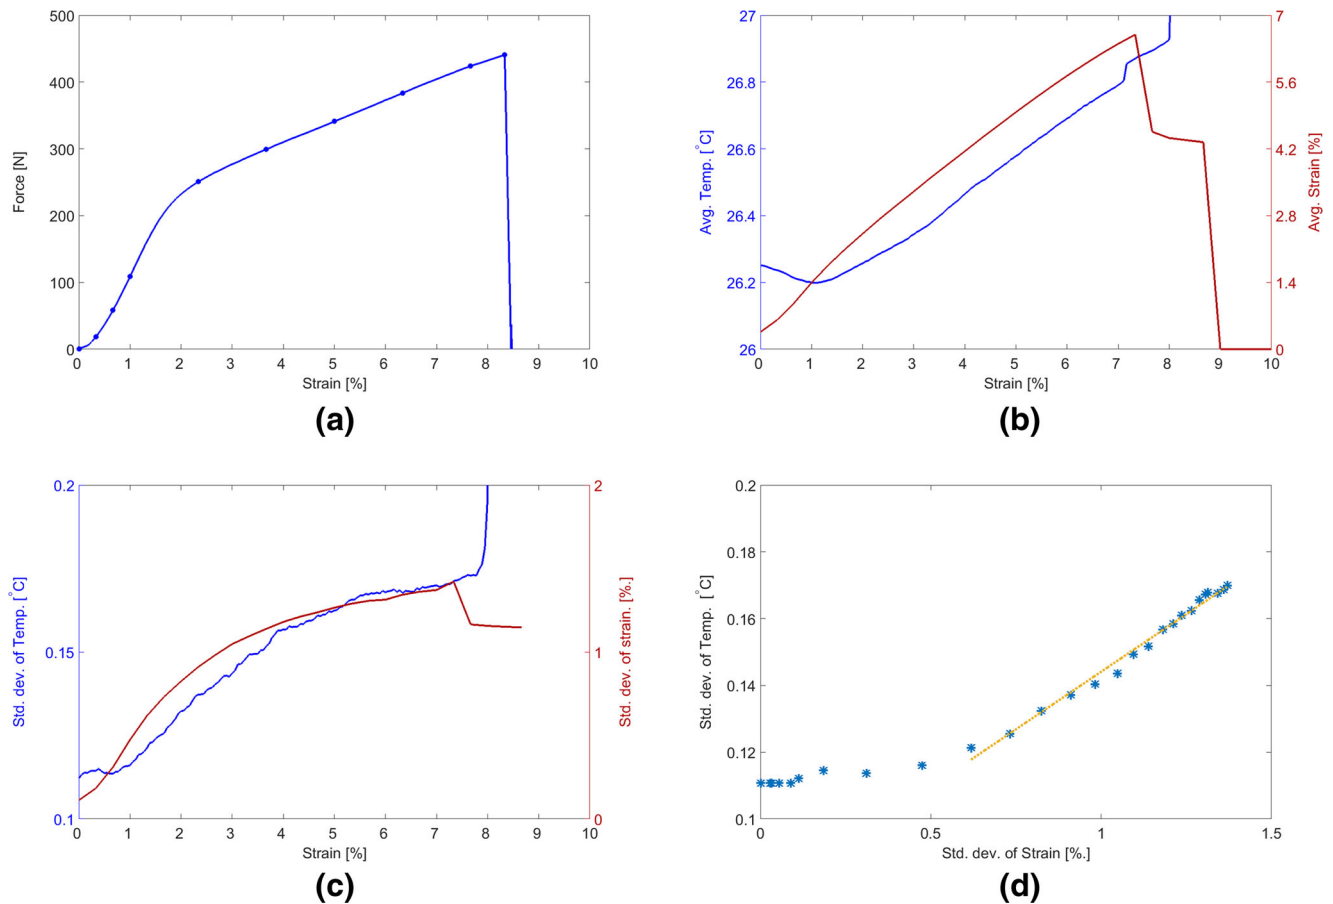 500
400
300
200
100
0
Force [N]
0 1 2 3 4 5 6 7 8 9 10
Strain [%]
(a)
27
26.8
26.6
26.4
26.2
26
Avg. Temp. [°C]
7
5.6
4.2
2.8
1.4
0
Avg. Strain [%]
0 1 2 3 4 5 6 7 8 9 10
Strain [%]
(b)
0.2
0.15
0.1
Std. dev. of Temp. [°C]
2
1
0
Std. dev. of strain. [%.]
0 1 2 3 4 5 6 7 8 9 10
Strain [%]
(c)
0.2
0.18
0.16
0.14
0.12
0.1
Std. dev. of Temp. [°C]
0 0.5 1 1.5
Std. dev. of Strain [%.]
(d)